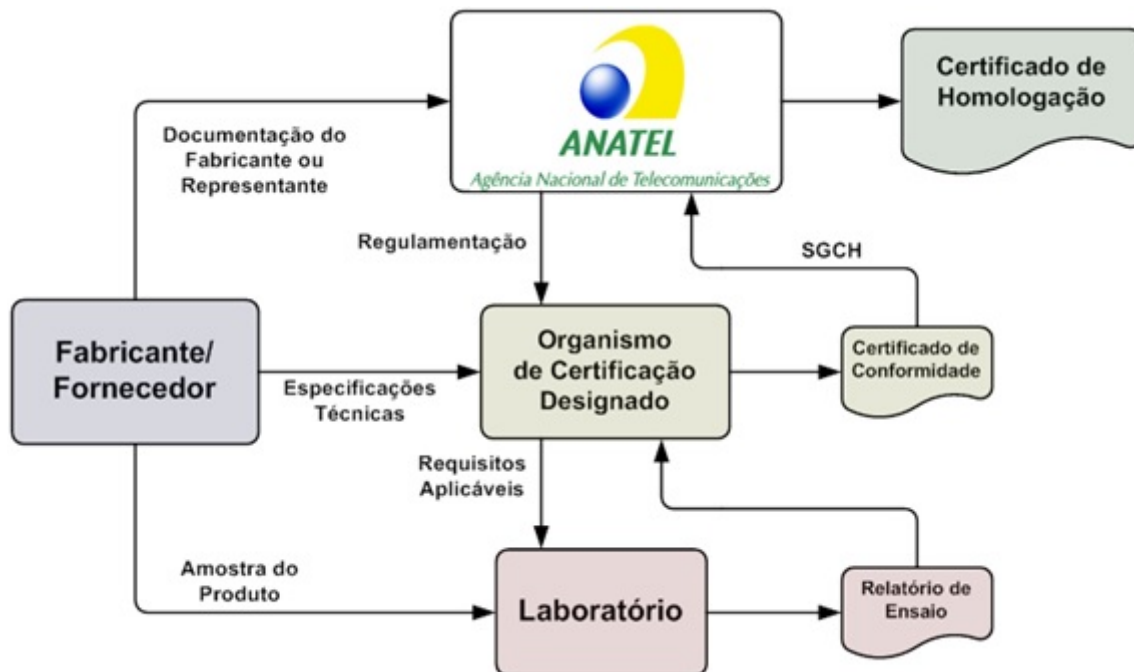 ANATEL
Agência Nacional de Telecomunicações
Certificado de
Homologação
Documentação do
Fabricante ou
Representante
Regulamentação
SGCH
Fabricante/
Fornecedor
Especificações
Técnicas
Organismo
de Certificação
Designado
Certificado de
Conformidade
Requisitos
Aplicáveis
Amostra do
Produto
Laboratório
Relatório de
Ensaio